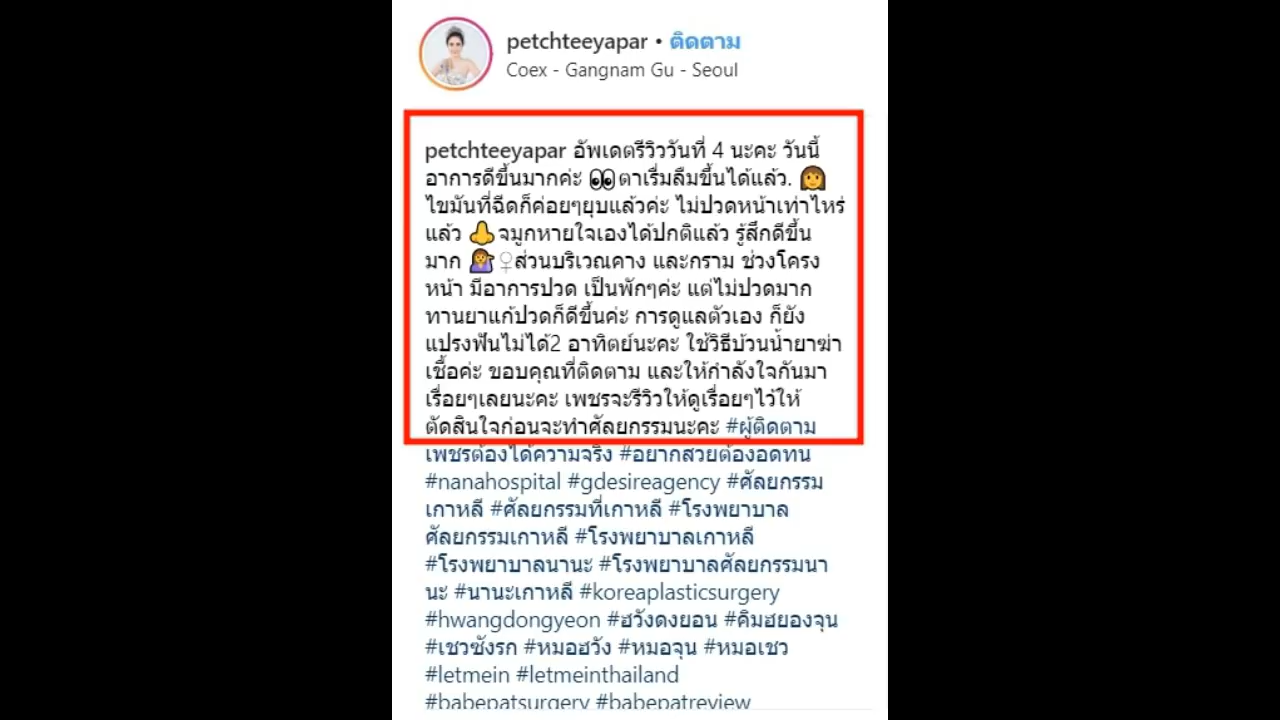 petchteeyapar • ติดตาม
Coex - Gangnam Gu - Seoul
petchteeyapar อัพเดตรีวิววันที่ 4 นะคะ วันนี้
อาการดีขึ้นมากค่ะ 👀ตาเริ่มลืมขึ้นได้แล้ว. 👩
ไขมันที่ฉีดก็ค่อยๆยุบแล้วค่ะ ไม่ปวดหน้าเท่าไหร่
แล้ว 👃จมูกหายใจเองได้ปกติแล้ว รู้สึกดีขึ้น
มาก 💁♀ส่วนบริเวณคาง และกราม ช่วงโครง
หน้า มีอาการปวด เป็นพักๆค่ะ แต่ไม่ปวดมาก
ทานยาแก้ปวดก็ดีขึ้นค่ะ การดูแลตัวเอง ก็ยัง
แปรงฟันไม่ได้2 อาทิตย์นะคะ ใช้วิธีบ้วนน้ำยาฆ่า
เชื้อค่ะ ขอบคุณที่ติดตาม และให้กำลังใจกันมา
เรื่อยๆเลยนะคะ เพชรจะรีวิวให้ดูเรื่อยๆไว้ให้
ตัดสินใจก่อนจะทำศัลยกรรมนะคะ #ผู้ติดตาม
เพชรต้องได้ความจริง #อยากสวยต้องอดทน
#nanahospital #gdesireagency #ศัลยกรรม
เกาหลี #ศัลยกรรมที่เกาหลี #โรงพยาบาล
ศัลยกรรมเกาหลี #โรงพยาบาลเกาหลี
#โรงพยาบาลนานะ #โรงพยาบาลศัลยกรรมนา
นะ #นานะเกาหลี #koreaplasticsurgery
#hwangdongyeon #ฮวังดงยอน #คิมฮยองจุน
#เชวซังรก #หมอฮวัง #หมอจุน #หมอเชว
#letmein #letmeinthailand
#babepatsurgery #babepatreview